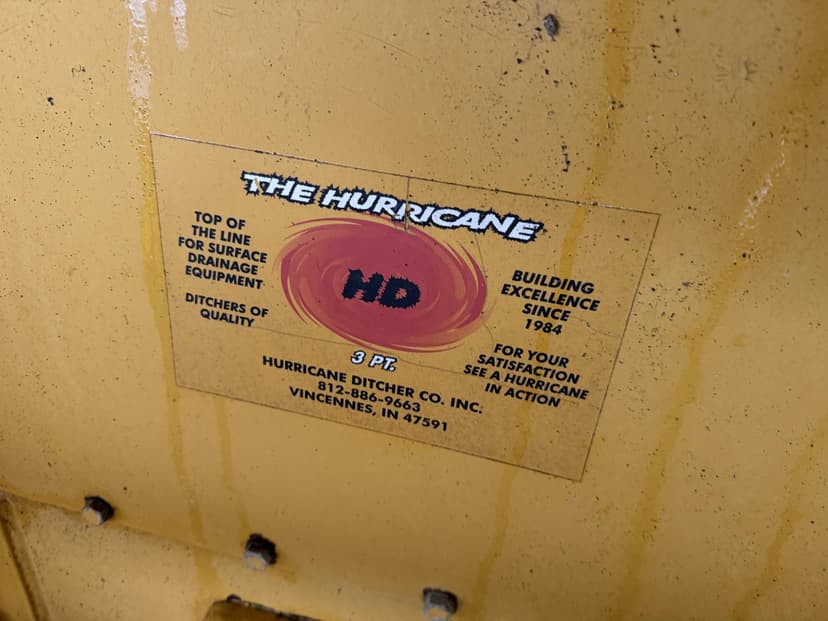 THE HURRICANE
TOP OF
THE LINE
FOR SURFACE
DRAINAGE
EQUIPMENT
DITCHERS OF
QUALITY
HD
3 PT.
BUILDING
EXCELLENCE
SINCE
1984
FOR YOUR
SATISFACTION
SEE A HURRICANE
IN ACTION
HURRICANE DITCHER CO. INC.
812-886-9663
VINCENNES, IN 47591